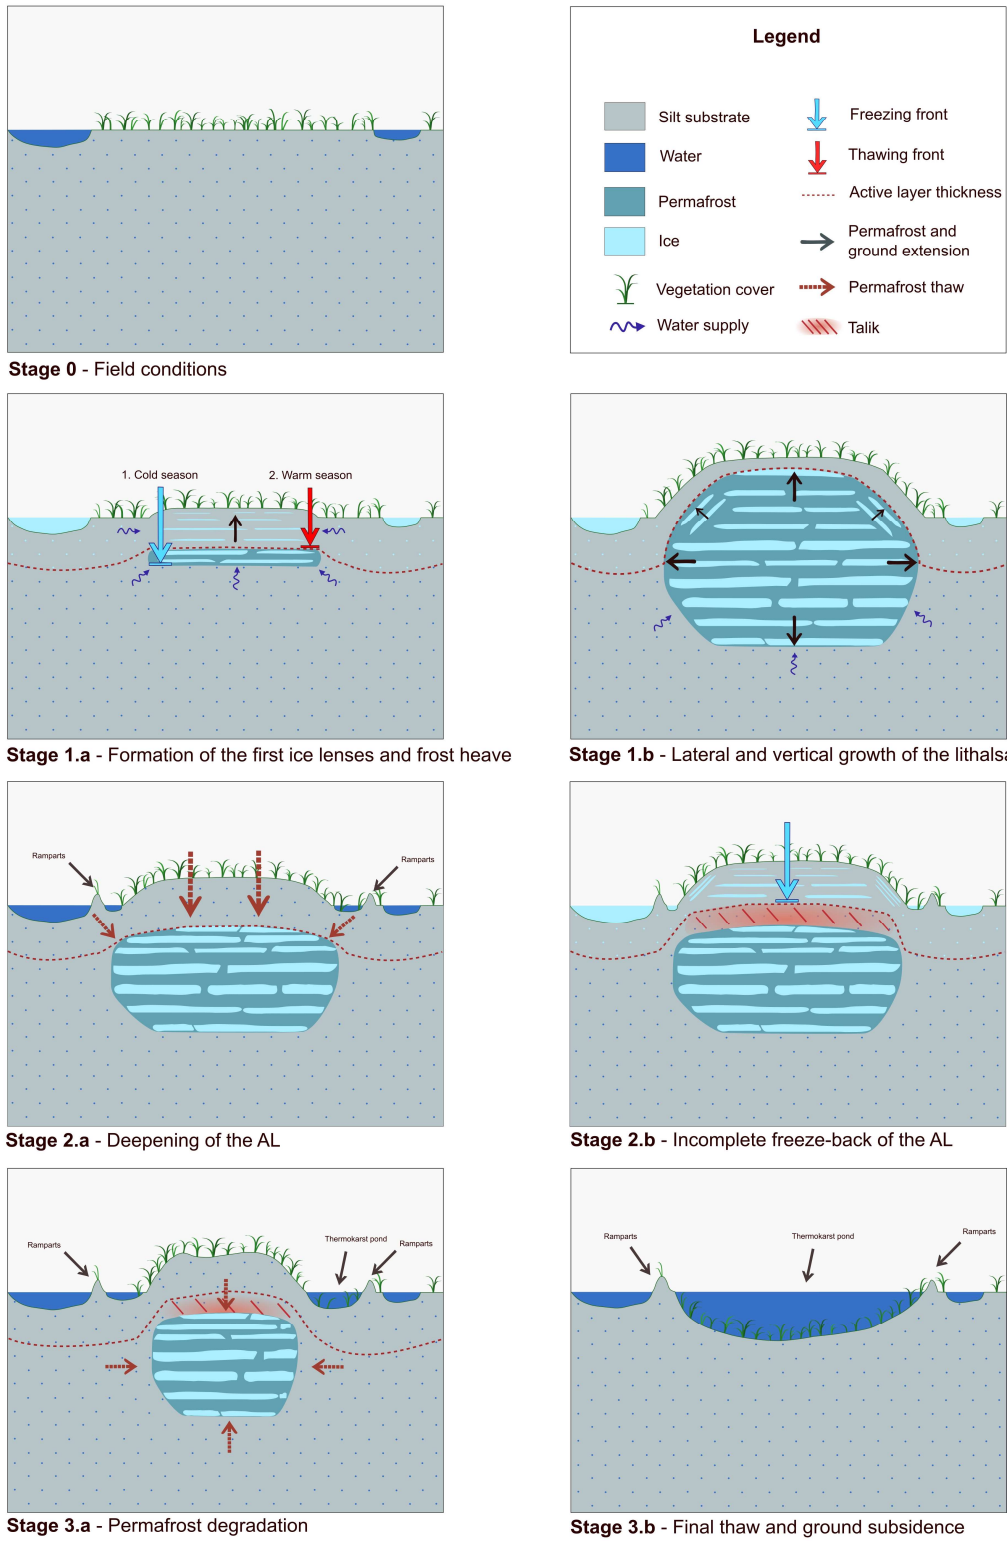 Legend
Silt substrate
Water
Permafrost
Ice
Vegetation cover
Water supply
Freezing front
Thawing front
Active layer thickness
Permafrost and
ground extension
Permafrost thaw
Talik
Stage 0 - Field conditions
1. Cold season
2. Warm season
Stage 1.a - Formation of the first ice lenses and frost heave
Stage 1.b - Lateral and vertical growth of the lithalsa
Ramparts
Ramparts
Stage 2.a - Deepening of the AL
Stage 2.b - Incomplete freeze-back of the AL
Ramparts
Thermokarst pond
Ramparts
Stage 3.a - Permafrost degradation
Ramparts
Thermokarst pond
Ramparts
Stage 3.b - Final thaw and ground subsidence